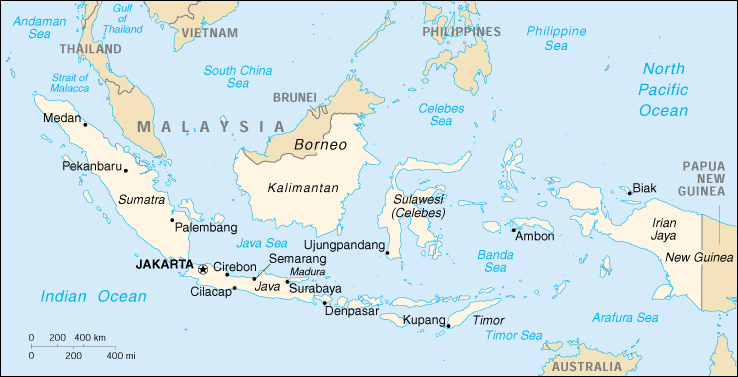 Andaman
Sea
Gulf
of
Thailand
VIETNAM
THAILAND
PHILIPPINES
Philippine
Sea
South China
Sea
Strait of
Malacca
North
Pacific
Ocean
BRUNEI
Celebes
Sea
Medan
MALAYSIA
Borneo
Pekanbaru
PAPUA
NEW
GUINEA
Kalimantan
Biak
Sumatra
Sulawesi
(Celebes)
Palembang
Irian
Jaya
Ambon
Java Sea
Ujungpandang
Banda
Sea
New Guinea
Semarang
JAKARTA
Cirebon
Madura
Java
Surabaya
Cilacap
Indian Ocean
Denpasar
Kupang
Timor
Arafura Sea
Timor Sea
0 200 400 km
0 200 400 mi
AUSTRALIA